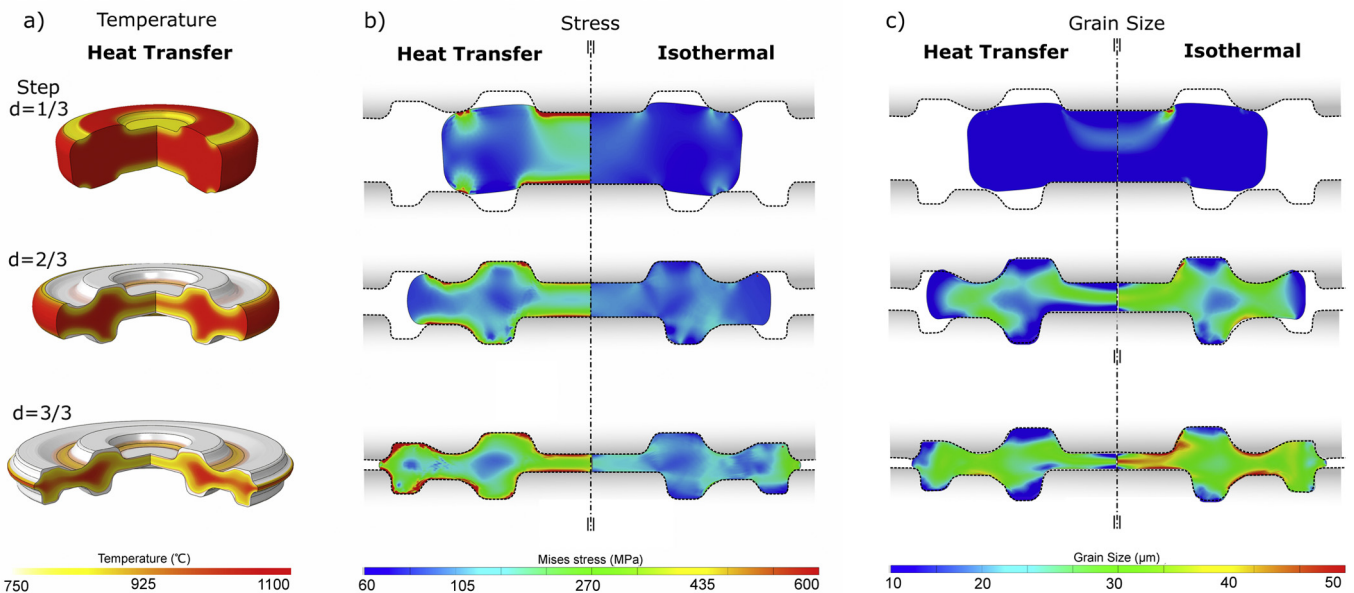 a) Temperature
Heat Transfer
Step
d=1/3
d=2/3
d=3/3
Temperature (℃)
750 925 1100
b) Stress
Heat Transfer Isothermal
Mises stress (MPa)
60 105 270 435 600
c) Grain Size
Heat Transfer Isothermal
Grain Size (µm)
10 20 30 40 50